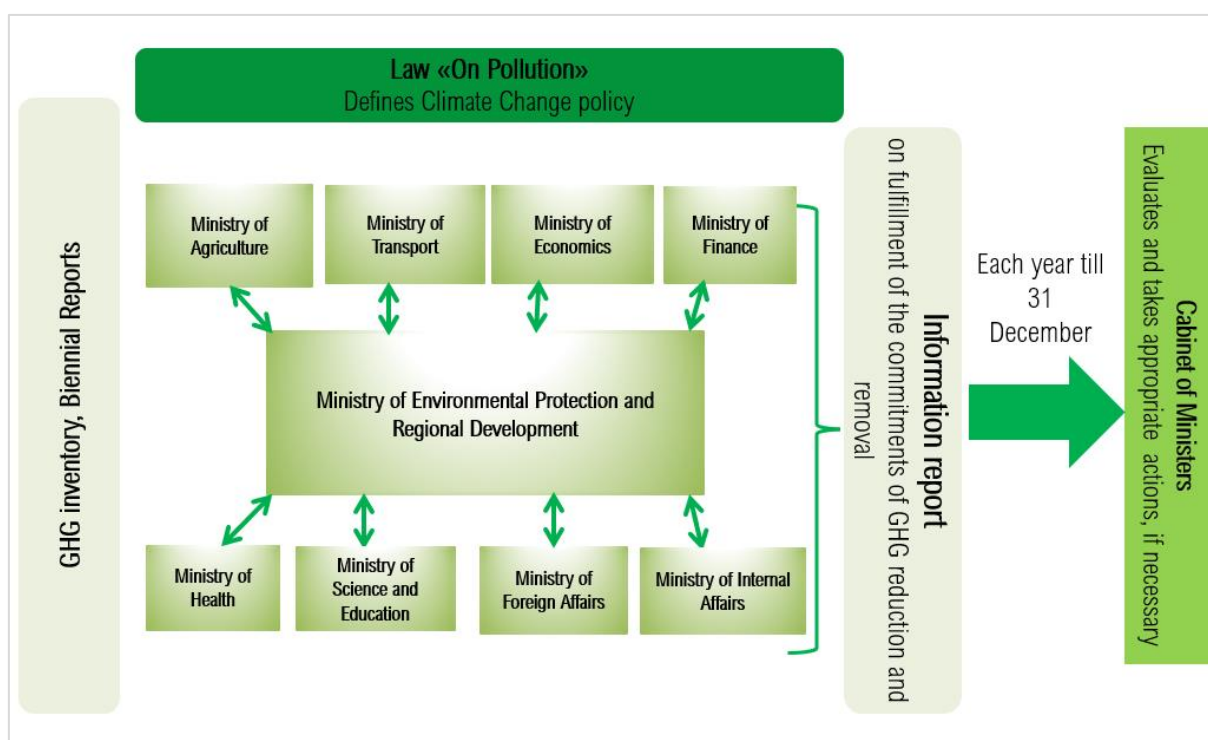 Law «On Pollution»
Defines Climate Change policy
GHG inventory, Biennial Reports
Ministry of
Agriculture
Ministry of
Transport
Ministry of
Economics
Ministry of
Finance
Ministry of Environmental Protection and
Regional Development
Ministry of
Health
Ministry of
Science and
Education
Ministry of
Foreign Affairs
Ministry of Internal
Affairs
Information report
on fulfillment of the commitments of GHG reduction and
removal
Each year till
31
December
Cabinet of Ministers
Evaluates and takes appropriate actions, if necessary